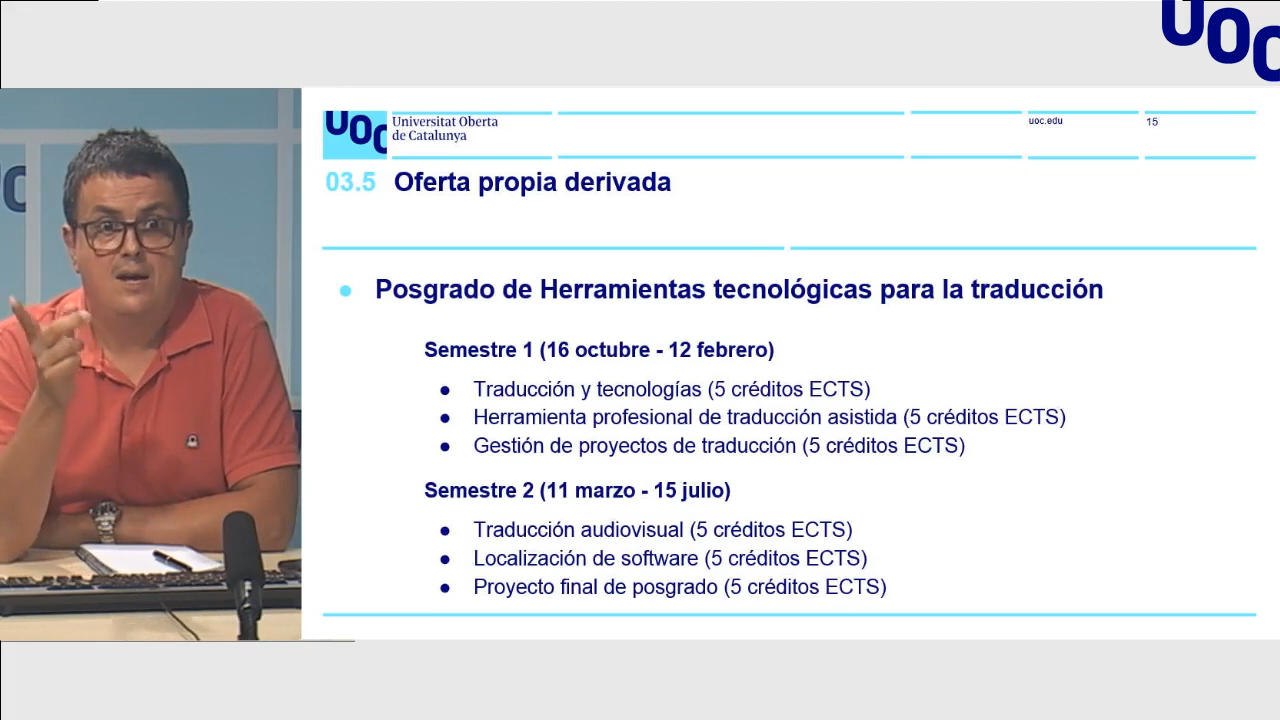 UOC
UOC
Universitat Oberta
de Catalunya
uoc.edu
15
03.5 Oferta propia derivada
● Posgrado de Herramientas tecnológicas para la traducción
Semestre 1 (16 octubre - 12 febrero)
● Traducción y tecnologías (5 créditos ECTS)
● Herramienta profesional de traducción asistida (5 créditos ECTS)
● Gestión de proyectos de traducción (5 créditos ECTS)
Semestre 2 (11 marzo - 15 julio)
● Traducción audiovisual (5 créditos ECTS)
● Localización de software (5 créditos ECTS)
● Proyecto final de posgrado (5 créditos ECTS)